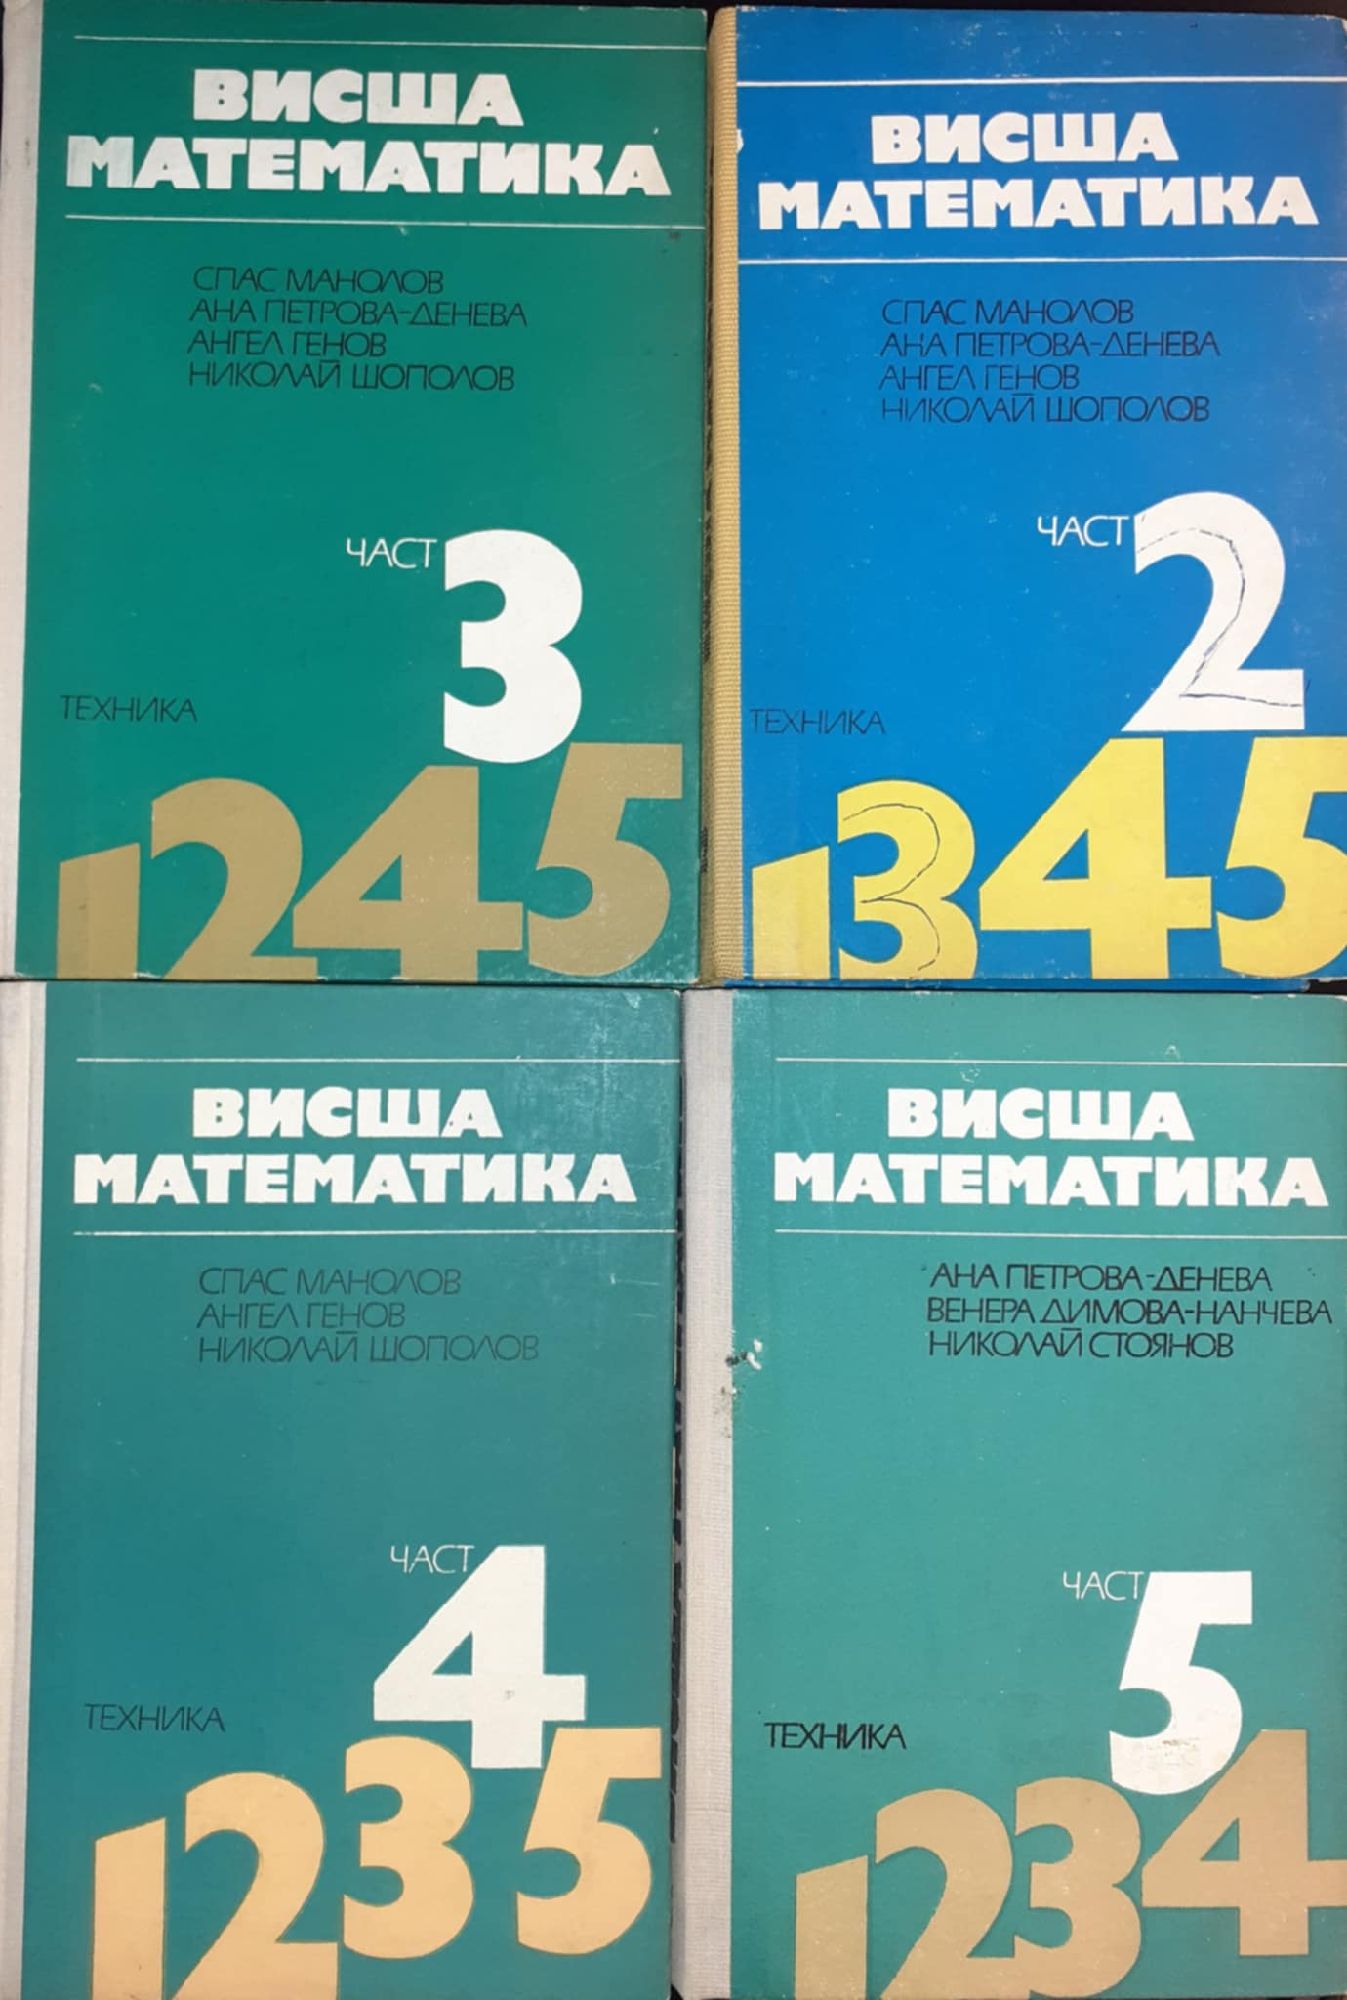 ВИСША
МАТЕМАТИКА
СПАС МАНОЛОВ
АНА ПЕТРОВА-ДЕНЕВА
АНГЕЛ ГЕНОВ
НИКОЛАЙ ШОПОЛОВ
ЧАСТ 3
ТЕХНИКА
1245
ВИСША
МАТЕМАТИКА
СПАС МАНОЛОВ
АНА ПЕТРОВА-ДЕНЕВА
АНГЕЛ ГЕНОВ
НИКОЛАЙ ШОПОЛОВ
ЧАСТ 2
ТЕХНИКА
1345
ВИСША
МАТЕМАТИКА
СПАС МАНОЛОВ
АНГЕЛ ГЕНОВ
НИКОЛАЙ ШОПОЛОВ
ЧАСТ 4
ТЕХНИКА
1235
ВИСША
МАТЕМАТИКА
АНА ПЕТРОВА-ДЕНЕВА
ВЕНЕРА ДИМОВА-НАНЧЕВА
НИКОЛАЙ СТОЯНОВ
ЧАСТ 5
ТЕХНИКА
1234